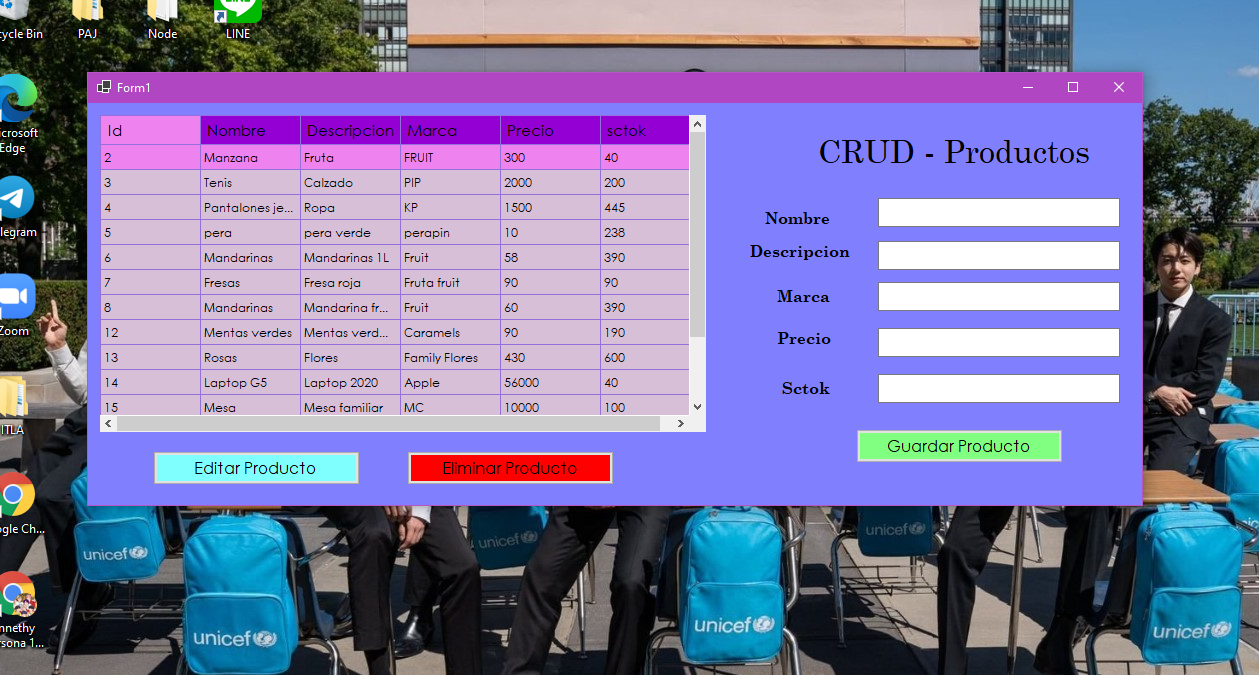 cycle Bin
PAJ
Node
LINE
Form1
Microsoft
Edge
Telegram
Zoom
ITLA
Google Ch...
Kennethy
Persona 1...
Id Nombre Descripcion Marca Precio sctok
2 Manzana Fruta FRUIT 300 40
3 Tenis Calzado PIP 2000 200
4 Pantalones je... Ropa KP 1500 445
5 pera pera verde perapin 10 238
6 Mandarinas Mandarinas 1L Fruit 58 390
7 Fresas Fresa roja Fruta fruit 90 90
8 Mandarinas Mandarina fr... Fruit 60 390
12 Mentas verdes Mentas verd... Caramels 90 190
13 Rosas Flores Family Flores 430 600
14 Laptop G5 Laptop 2020 Apple 56000 40
15 Mesa Mesa familiar MC 10000 100
Editar Producto
Eliminar Producto
CRUD - Productos
Nombre
Descripcion
Marca
Precio
Sctok
Guardar Producto
unicef
unicef
unicef
unicef
unicef
unicef